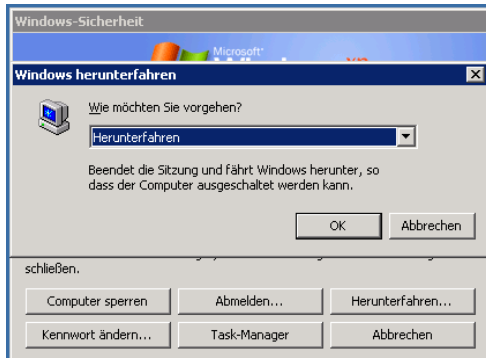 Windows-Sicherheit
Microsoft
xp
Windows herunterfahren
Wie möchten Sie vorgehen?
Herunterfahren
Beendet die Sitzung und fährt Windows herunter, so
dass der Computer ausgeschaltet werden kann.
OK Abbrechen
schließen.
Computer sperren Abmelden... Herunterfahren...
Kennwort ändern... Task-Manager Abbrechen